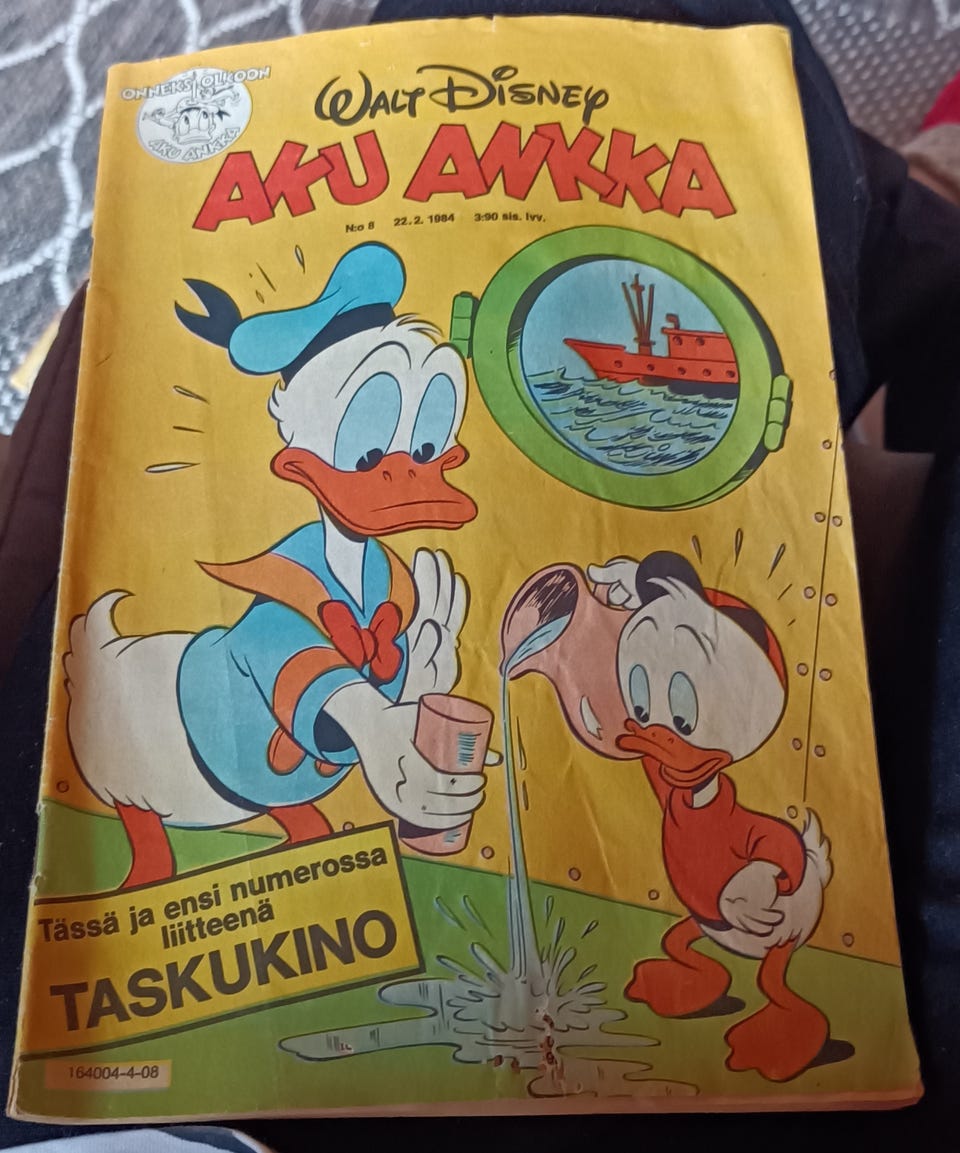 ONNEKSI OLKOON
AKU ANKKA
WALT DISNEY
AKU ANKKA
N:o 8 22.2. 1984 3:90 sis. lvv.
Tässä ja ensi numerossa
liitteenä
TASKUKINO
164004-4-08